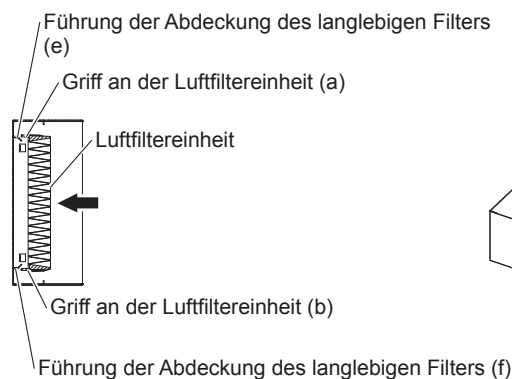 Führung der Abdeckung des langlebigen Filters
(e)
Griff an der Luftfiltereinheit (a)
Luftfiltereinheit
Griff an der Luftfiltereinheit (b)
Führung der Abdeckung des langlebigen Filters (f)